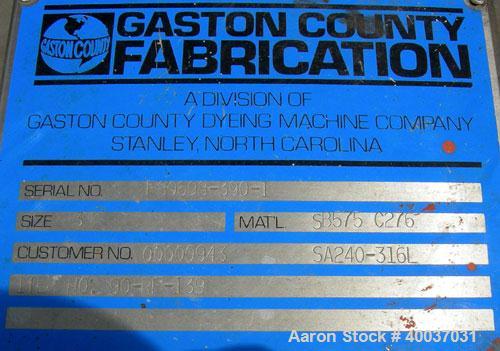 GASTON COUNTY
GASTON COUNTY
FABRICATION
A DIVISION OF
GASTON COUNTY DYEING MACHINE COMPANY
STANLEY, NORTH CAROLINA
SERIAL NO.
SIZE MAT'L. SB575 C276
CUSTOMER NO. SA240-316L
Aaron Stock # 40037031